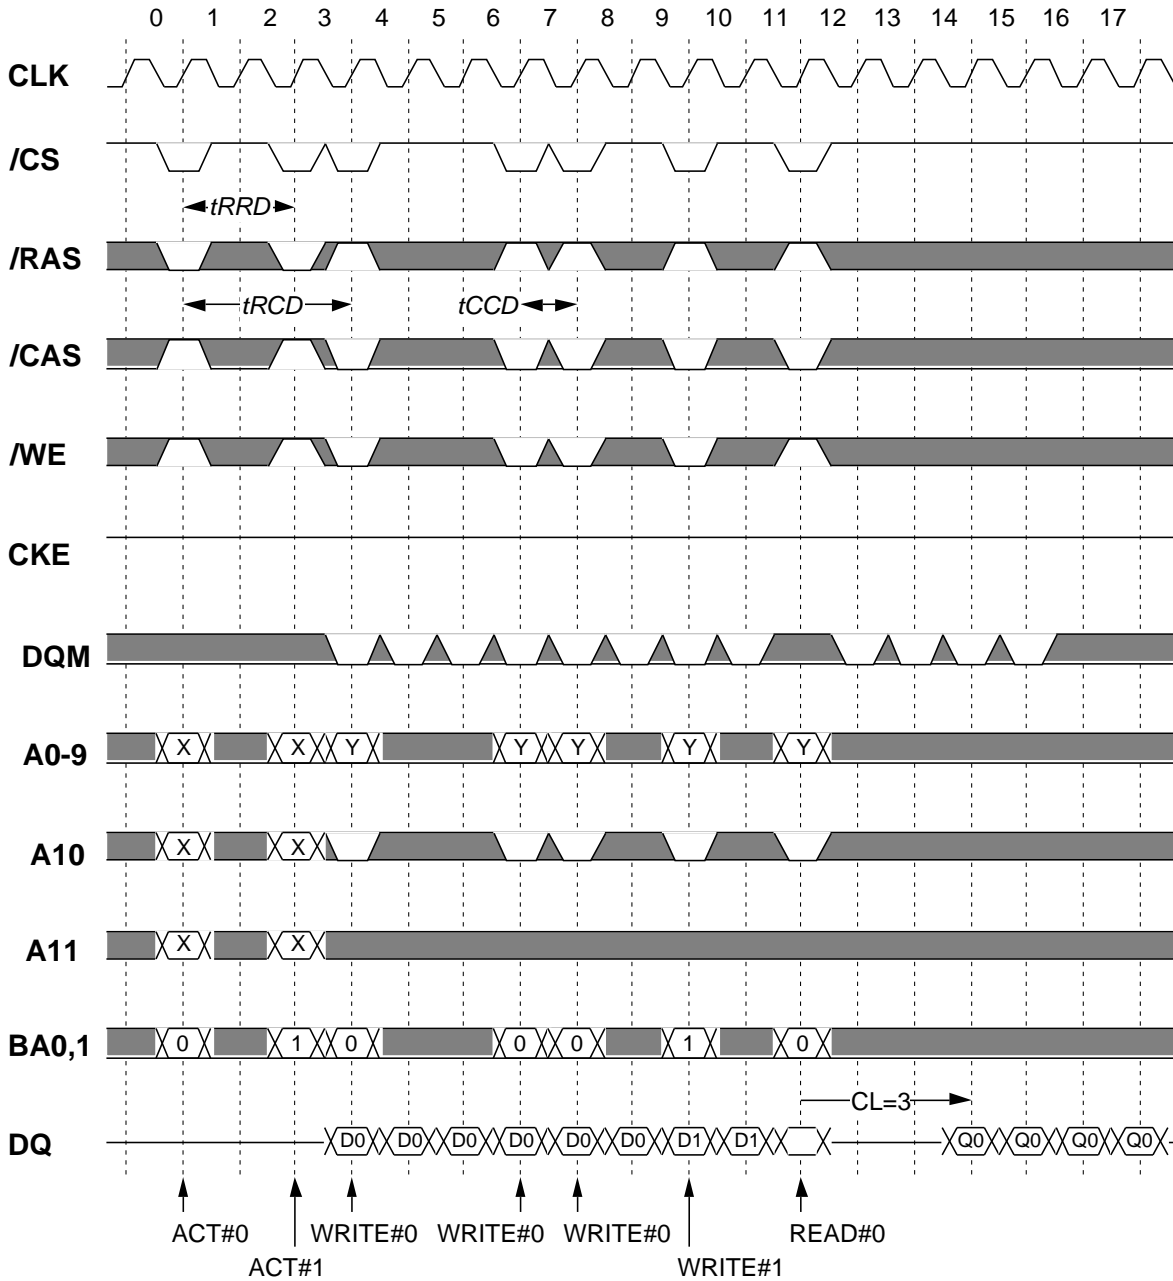 0 1 2 3 4 5 6 7 8 9 10 11 12 13 14 15 16 17
CLK
/CS
tRRD
/RAS
tRCD tCCD
/CAS
/WE
CKE
DQM
A0-9 X X Y Y Y Y Y
A10 X X
A11 X X
BA0,1 0 1 0 0 0 1 0
CL=3
DQ D0 D0 D0 D0 D0 D0 D1 D1 Q0 Q0 Q0 Q0
ACT#0 WRITE#0 WRITE#0 WRITE#0 READ#0
ACT#1 WRITE#1